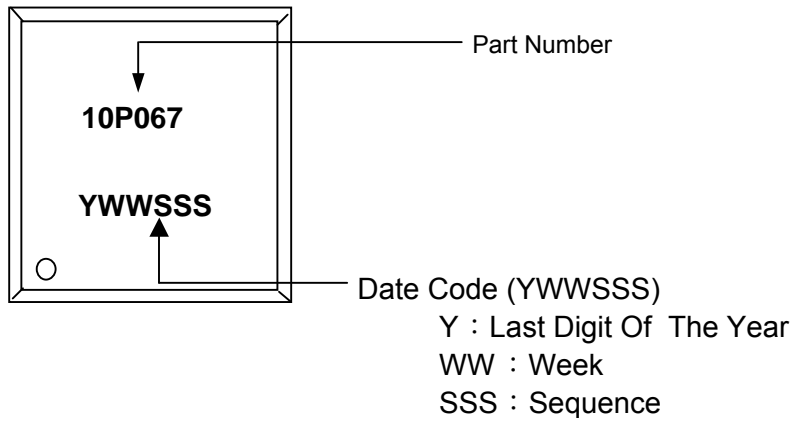 Part Number
10P067
YWWSSS
Date Code (YWWSSS)
Y：Last Digit Of The Year
WW：Week
SSS：Sequence